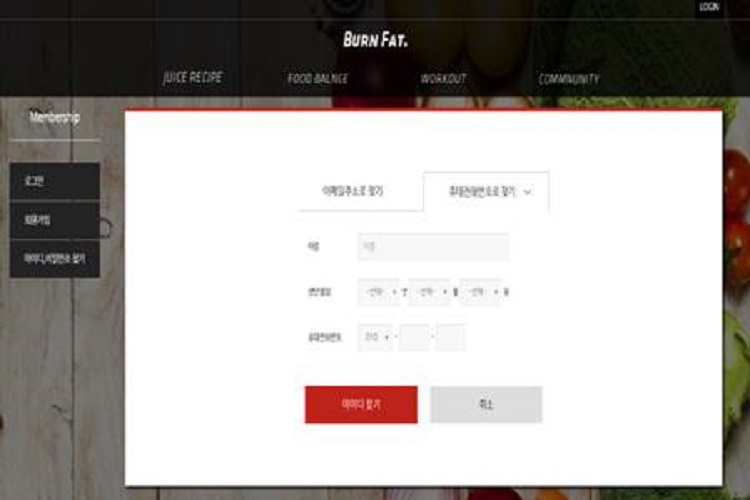 LOGIN
BURN FAT.
JUICE RECIPE FOOD BALNCE WORKOUT COMMNUNITY
Membership
로그인
회원가입
아이디,비밀번호 찾기
이메일주소로 찾기 휴대전화번호로 찾기
이름 이름
생년월일 -선택- 년 -선택- 월 -선택- 일
휴대전화번호 010 - -
아이디 찾기 취소